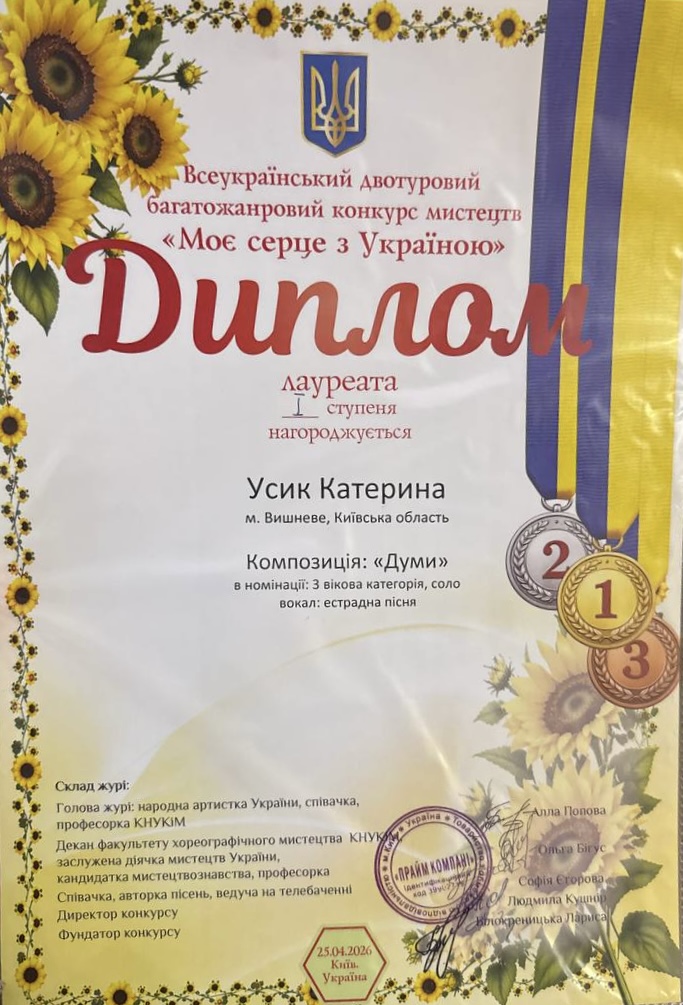 Всеукраїнський двотуровий
багатожанровий конкурс мистецтв
«Моє серце з Україною»
Диплом
лауреата
I ступеня
нагороджується
Усик Катерина
м. Вишневе, Київська область
Композиція: «Думи»
в номінації: 3 вікова категорія, соло
вокал: естрадна пісня
2
1
3
Склад журі:
Голова журі: народна артистка України, співачка,
професорка КНУКіМ
Алла Попова
Декан факультету хореографічного мистецтва КНУКіМ,
заслужена діячка мистецтв України,
кандидатка мистецтвознавства, професорка
Ольга Бігус
Співачка, авторка пісень, ведуча на телебаченні
Софія Єгорова
Директор конкурсу
Людмила Кушнір
Фундатор конкурсу
Білокреницька Лариса
Україна
м. Київ
«ПРАЙМ КОМПАНІ»
код
25.04.2026
Київ.
Україна